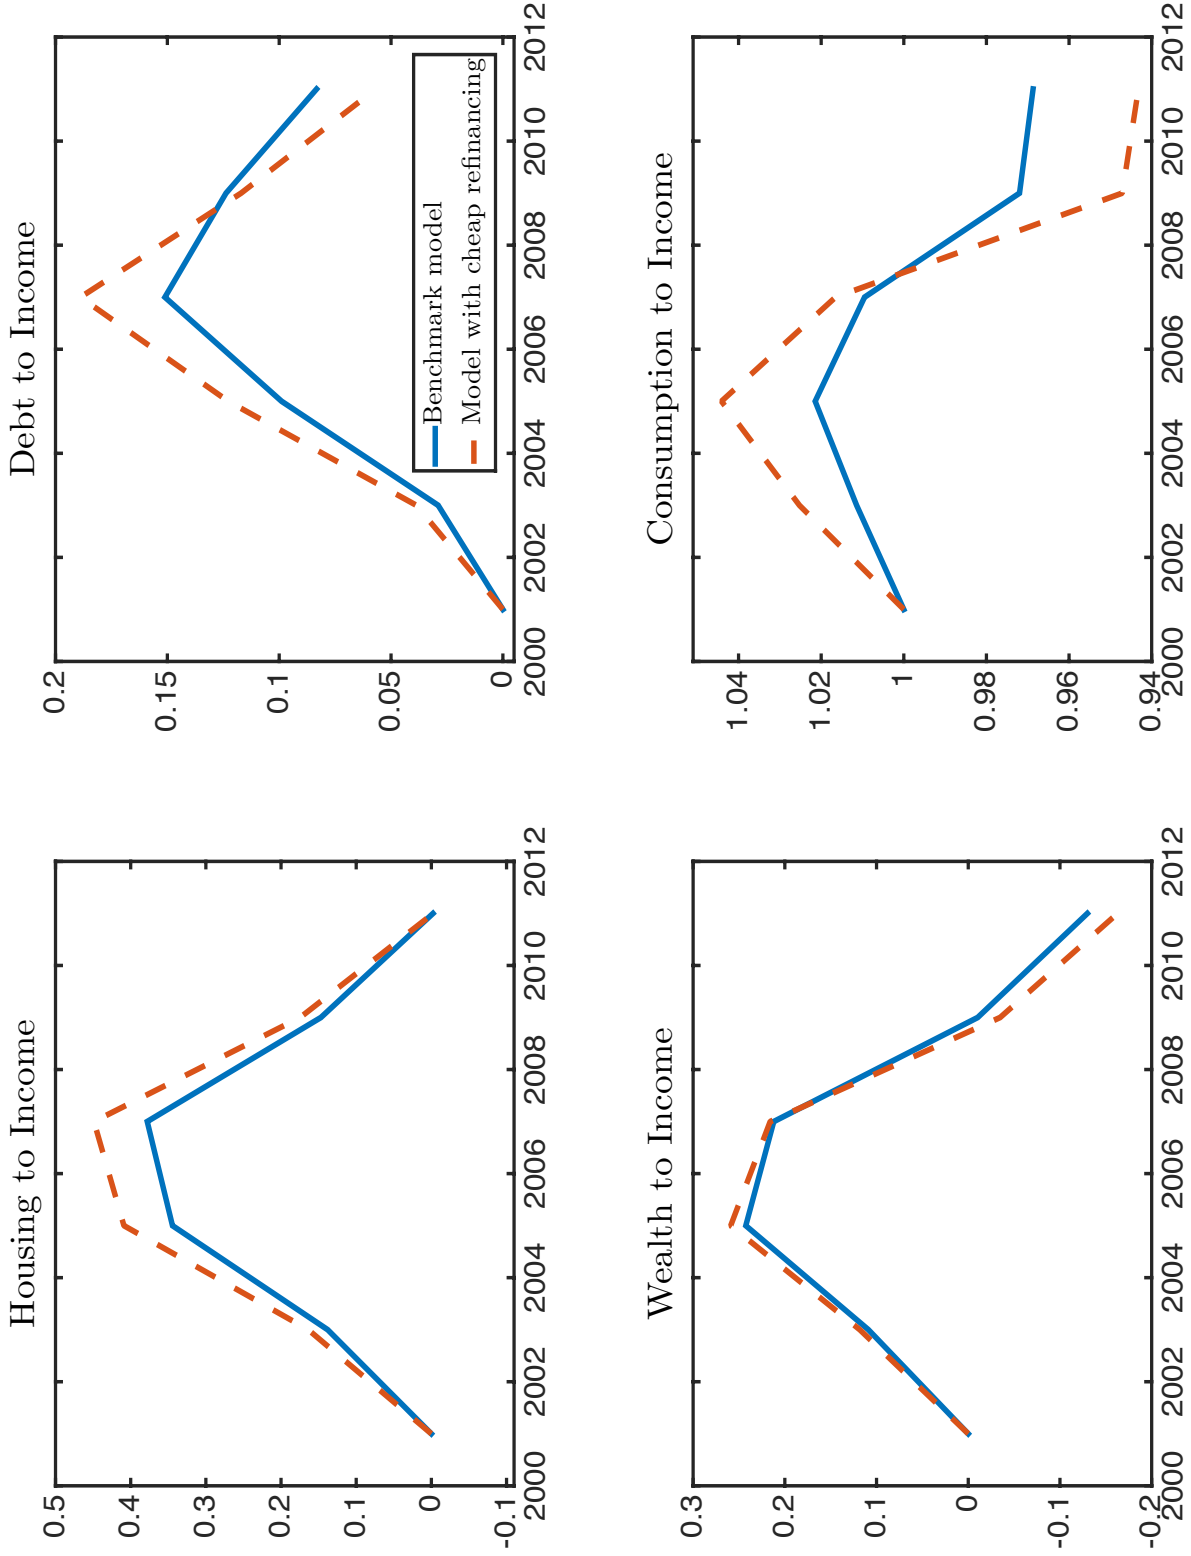 Housing to Income
0.5
0.4
0.3
0.2
0.1
0
-0.1
2000 2002 2004 2006 2008 2010 2012
Debt to Income
0.2
0.15
0.1
0.05
0
2000 2002 2004 2006 2008 2010 2012
Benchmark model
Model with cheap refinancing
Wealth to Income
0.3
0.2
0.1
0
-0.1
-0.2
2000 2002 2004 2006 2008 2010 2012
Consumption to Income
1.04
1.02
1
0.98
0.96
0.94
2000 2002 2004 2006 2008 2010 2012